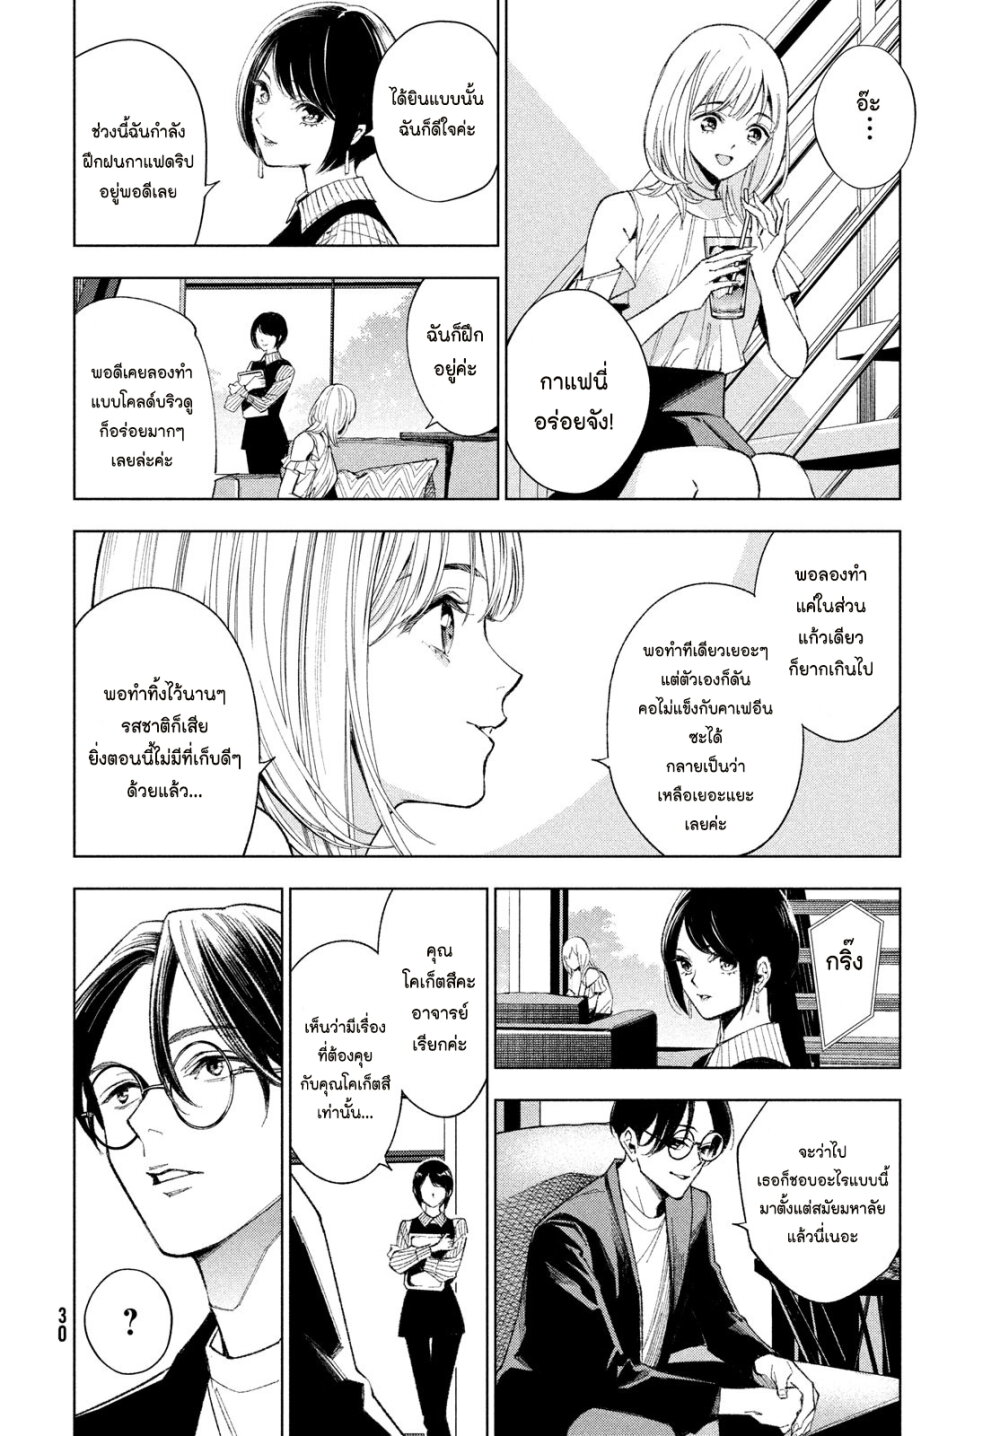 อ๊ะ
...
กาแฟนี่
อร่อยจัง!
ได้ยินแบบนั้น
ฉันก็ดีใจค่ะ
ช่วงนี้ฉันกำลัง
ฝึกฝนกาแฟดริป
อยู่พอดีเลย
ฉันก็ฝึก
อยู่ค่ะ
พอดีเคยลองทำ
แบบโคลด์บริวดู
ก็อร่อยมากๆ
เลยล่ะค่ะ
พอลองทำ
แค่ในส่วน
แก้วเดียว
ก็ยากเกินไป
พอทำทีเดียวเยอะๆ
แต่ตัวเองก็ดัน
คอไม่แข็งกับคาเฟอีน
ซะได้
กลายเป็นว่า
เหลือเยอะแยะ
เลยค่ะ
พอทำทิ้งไว้นานๆ
รสชาติก็เสีย
ยิ่งตอนนี้ไม่มีที่เก็บดีๆ
ด้วยแล้ว...
กริ๊ง
จะว่าไป
เธอก็ชอบอะไรแบบนี้
มาตั้งแต่สมัยมหาลัย
แล้วนี่เนอะ
คุณ
โคเก็ตสึคะ
อาจารย์
เรียกค่ะ
เห็นว่ามีเรื่อง
ที่ต้องคุย
กับคุณโคเก็ตสึ
เท่านั้น...
?
30